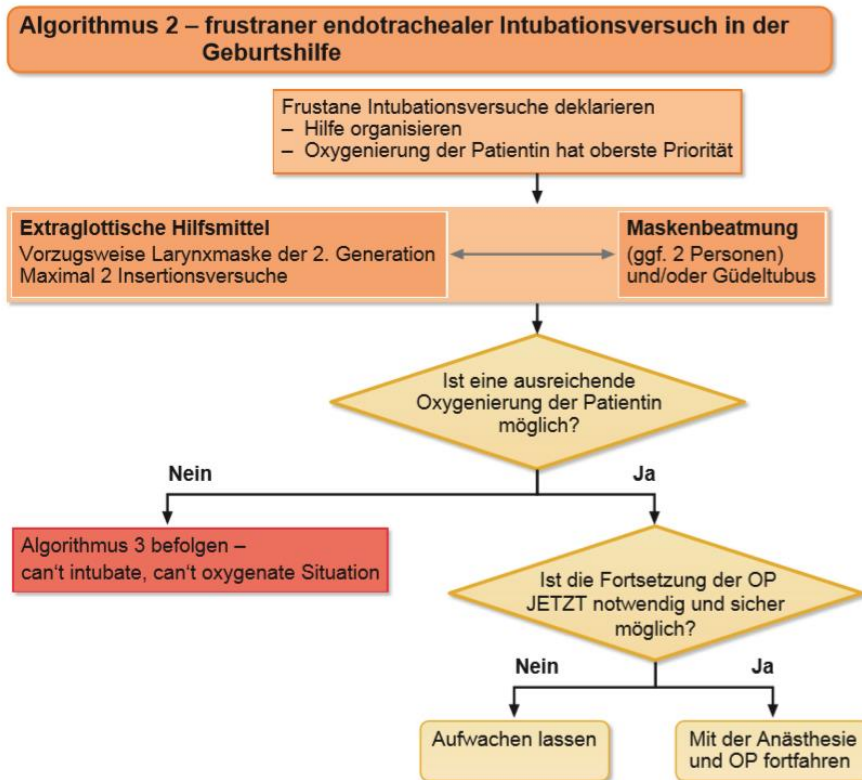 Algorithmus 2 – frustraner endotrachealer Intubationsversuch in der
Geburtshilfe
Frustane Intubationsversuche deklarieren
– Hilfe organisieren
– Oxygenierung der Patientin hat oberste Priorität
Extraglottische Hilfsmittel
Vorzugsweise Larynxmaske der 2. Generation
Maximal 2 Insertionsversuche
Maskenbeatmung
(ggf. 2 Personen)
und/oder Güdeltubus
Ist eine ausreichende
Oxygenierung der Patientin
möglich?
Nein
Ja
Algorithmus 3 befolgen –
can't intubate, can't oxygenate Situation
Ist die Fortsetzung der OP
JETZT notwendig und sicher
möglich?
Nein
Ja
Aufwachen lassen
Mit der Anästhesie
und OP fortfahren